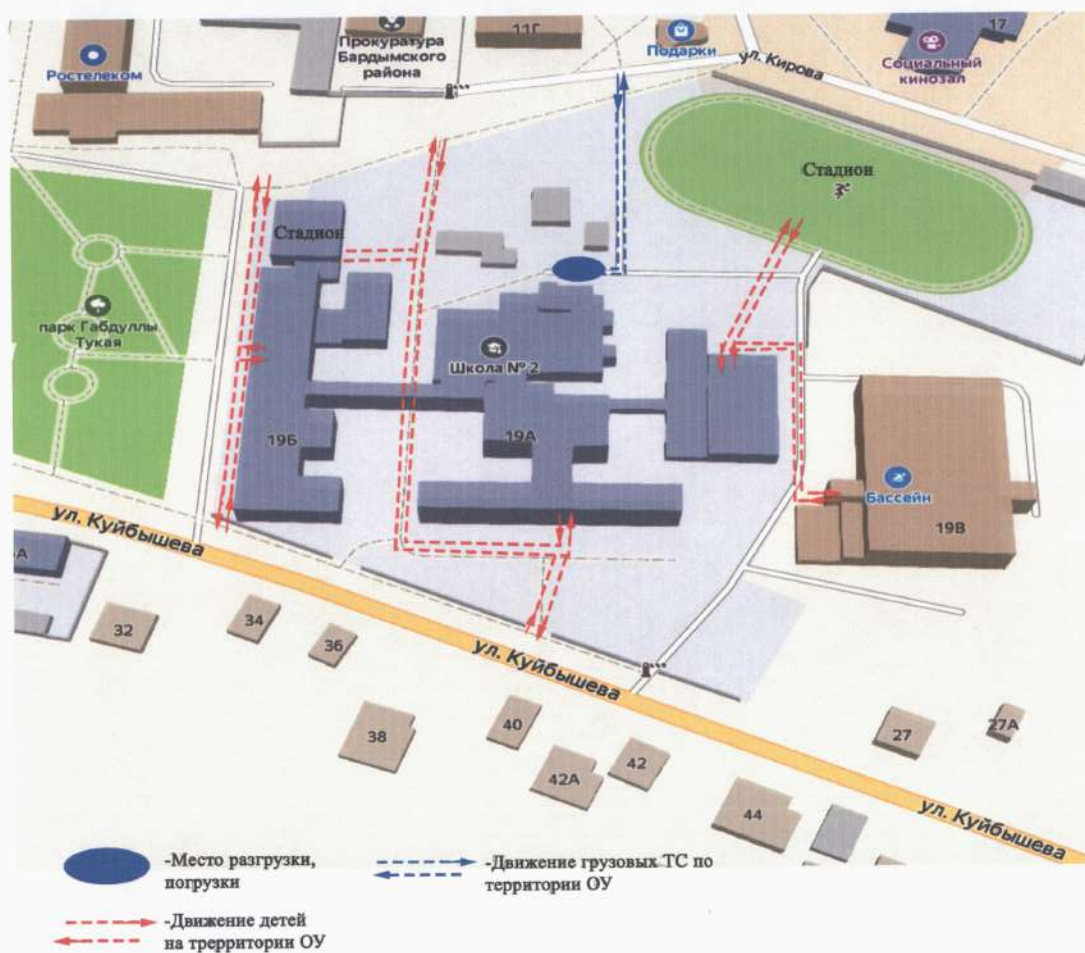 11Г
17
Прокуратура
Бардымского
района
Подарки
ул. Кирова
Социальный
кинозал
Ростелеком
Стадион
Стадион
парк Габдуллы
Тукая
Школа № 2
19Б
19А
Бассейн
19В
ул. Куйбышева
А
32
34
36
ул. Куйбышева
38
40
42А
42
44
27
27А
ул. Куйбышева
-Место разгрузки,
погрузки
-Движение грузовых ТС по
территории ОУ
-Движение детей
на трерритории ОУ